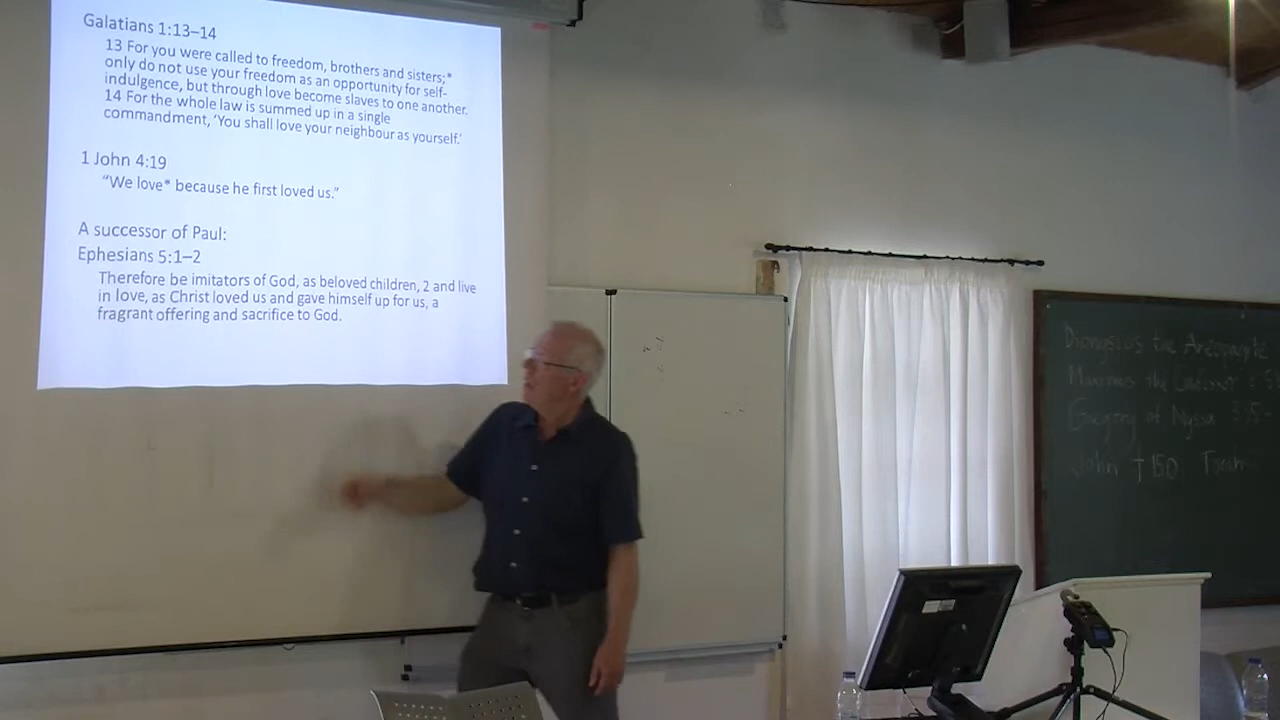 Galatians 1:13–14
13 For you were called to freedom, brothers and sisters;*
only do not use your freedom as an opportunity for self-
indulgence, but through love become slaves to one another.
14 For the whole law is summed up in a single
commandment, ‘You shall love your neighbour as yourself.’
1 John 4:19
“We love* because he first loved us.”
A successor of Paul:
Ephesians 5:1–2
Therefore be imitators of God, as beloved children, 2 and live
in love, as Christ loved us and gave himself up for us, a
fragrant offering and sacrifice to God.
Dionysius the
the
Gregory of Nyssa
John † 150